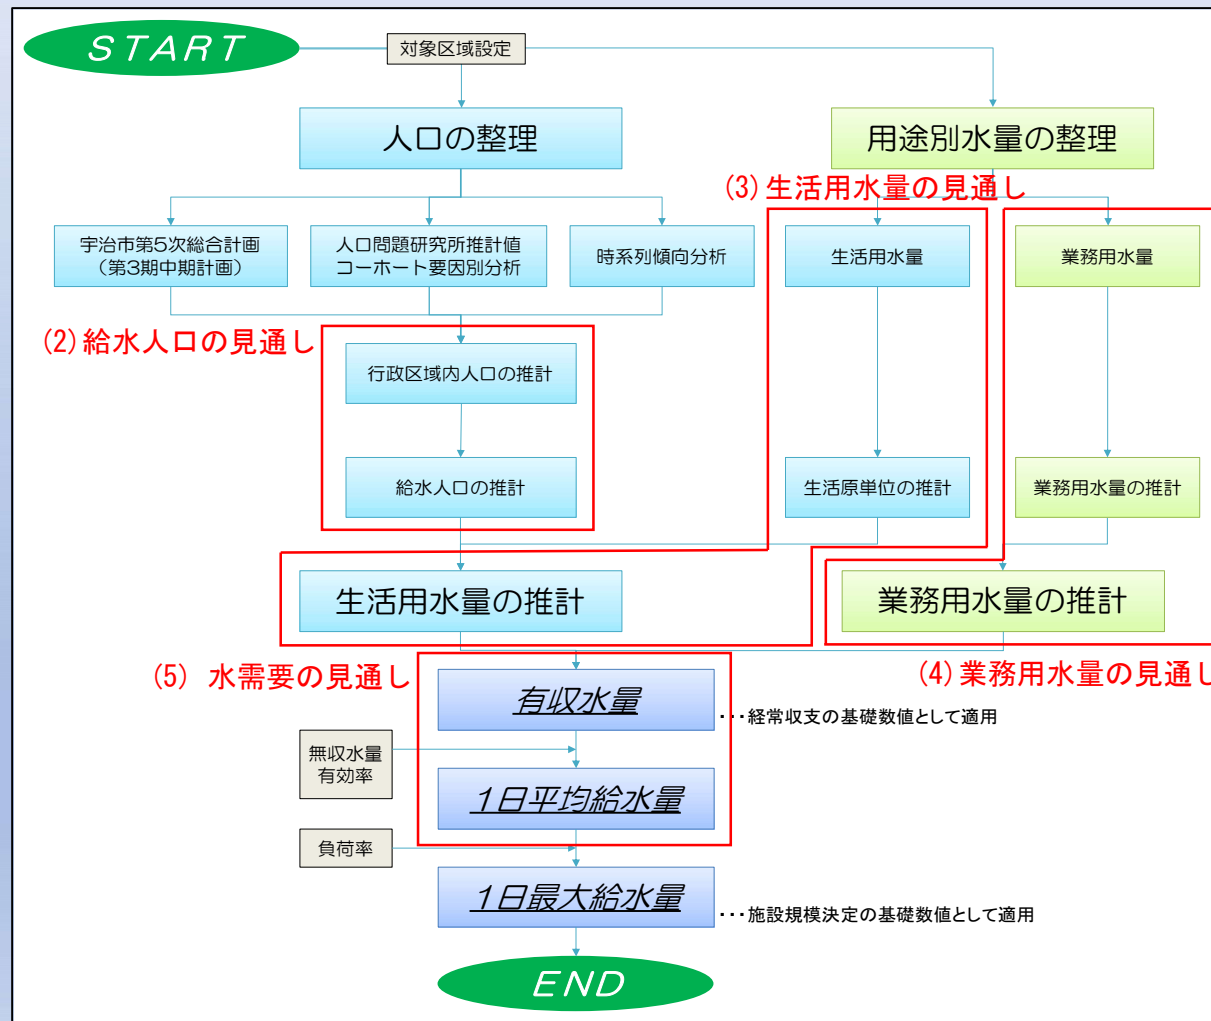 START
対象区域設定
人口の整理
用途別水量の整理
(3)生活用水量の見通し
宇治市第5次総合計画
(第3期中期計画)
人口問題研究所推計値
コーホート要因別分析
時系列傾向分析
生活用水量
業務用水量
(2)給水人口の見通し
行政区域内人口の推計
給水人口の推計
生活原単位の推計
業務用水量の推計
生活用水量の推計
業務用水量の推計
(5) 水需要の見通し
(4)業務用水量の見通し
有収水量
・・・経常収支の基礎数値として適用
無収水量
有効率
1日平均給水量
負荷率
1日最大給水量
・・・施設規模決定の基礎数値として適用
END